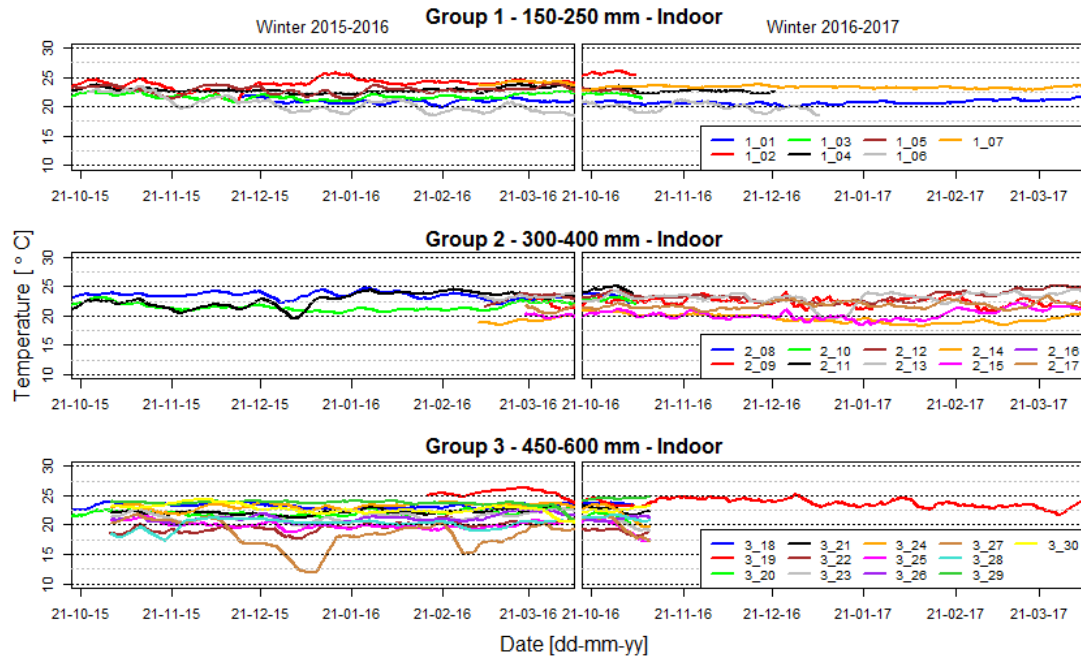 Group 1 - 150-250 mm - Indoor
Winter 2015-2016 Winter 2016-2017
30
25
20
15
10
1_01 1_03 1_05 1_07
1_02 1_04 1_06
21-10-15 21-11-15 21-12-15 21-01-16 21-02-16 21-03-16 21-10-16 21-11-16 21-12-16 21-01-17 21-02-17 21-03-17
Group 2 - 300-400 mm - Indoor
Temperature [ ° C]
30
25
20
15
10
2_08 2_10 2_12 2_14 2_16
2_09 2_11 2_13 2_15 2_17
21-10-15 21-11-15 21-12-15 21-01-16 21-02-16 21-03-16 21-10-16 21-11-16 21-12-16 21-01-17 21-02-17 21-03-17
Group 3 - 450-600 mm - Indoor
30
25
20
15
10
3_18 3_21 3_24 3_27 3_30
3_19 3_22 3_25 3_28
3_20 3_23 3_26 3_29
21-10-15 21-11-15 21-12-15 21-01-16 21-02-16 21-03-16 21-10-16 21-11-16 21-12-16 21-01-17 21-02-17 21-03-17
Date [dd-mm-yy]